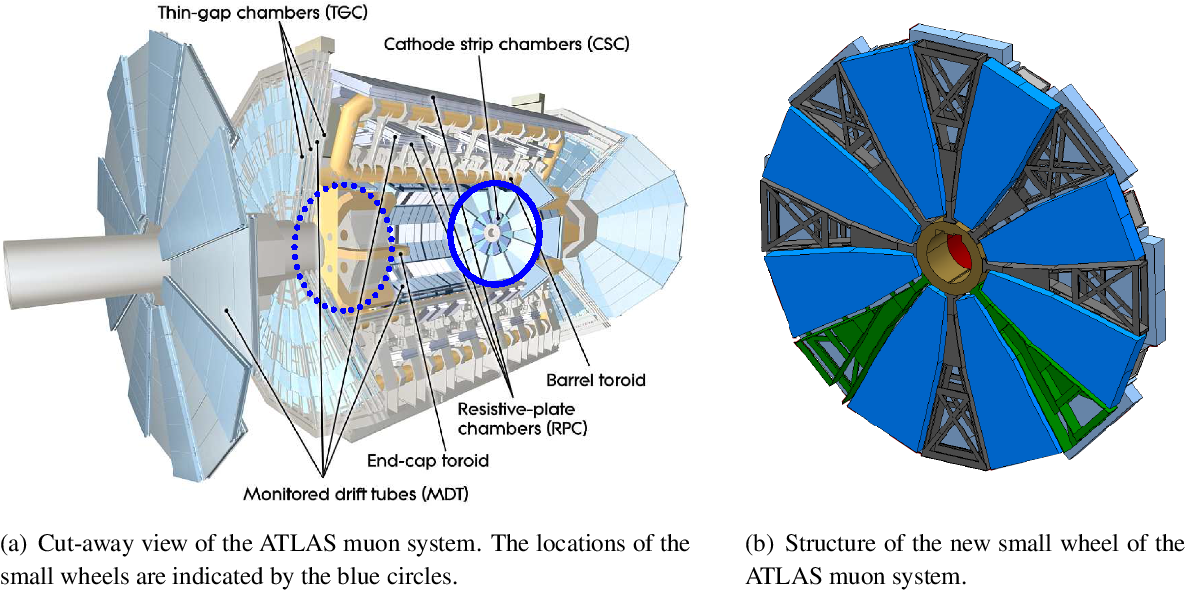 Thin-gap chambers (TGC)
Cathode strip chambers (CSC)
Barrel toroid
Resistive-plate
chambers (RPC)
End-cap toroid
Monitored drift tubes (MDT)
(a) Cut-away view of the ATLAS muon system. The locations of the
small wheels are indicated by the blue circles.
(b) Structure of the new small wheel of the
ATLAS muon system.